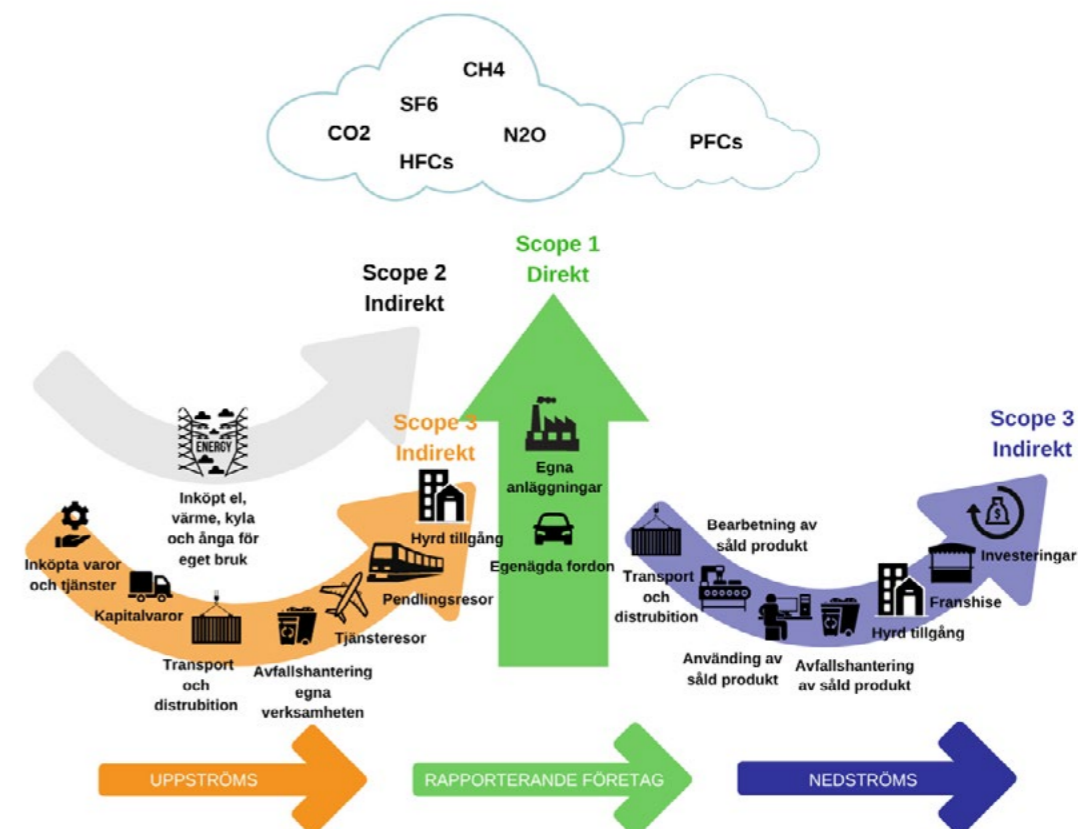 CH4
SF6
CO2
N2O
HFCs
PFCs
Scope 1
Direkt
Scope 2
Indirekt
ENERGY
Inköpt el,
värme, kyla
och ånga för
eget bruk
Scope 3
Indirekt
Inköpta varor
och tjänster
Kapitalvaror
Transport
och
distrubition
Avfallshantering
egna
verksamheten
Tjänsteresor
Pendlingsresor
Hyrd tillgång
Egna
anläggningar
Egenägda fordon
Scope 3
Indirekt
Transport
och
distrubition
Bearbetning av
såld produkt
Använding av
såld produkt
Avfallshantering
av såld produkt
Hyrd tillgång
Franshise
$
Investeringar
UPPSTRÖMS
RAPPORTERANDE FÖRETAG
NEDSTRÖMS